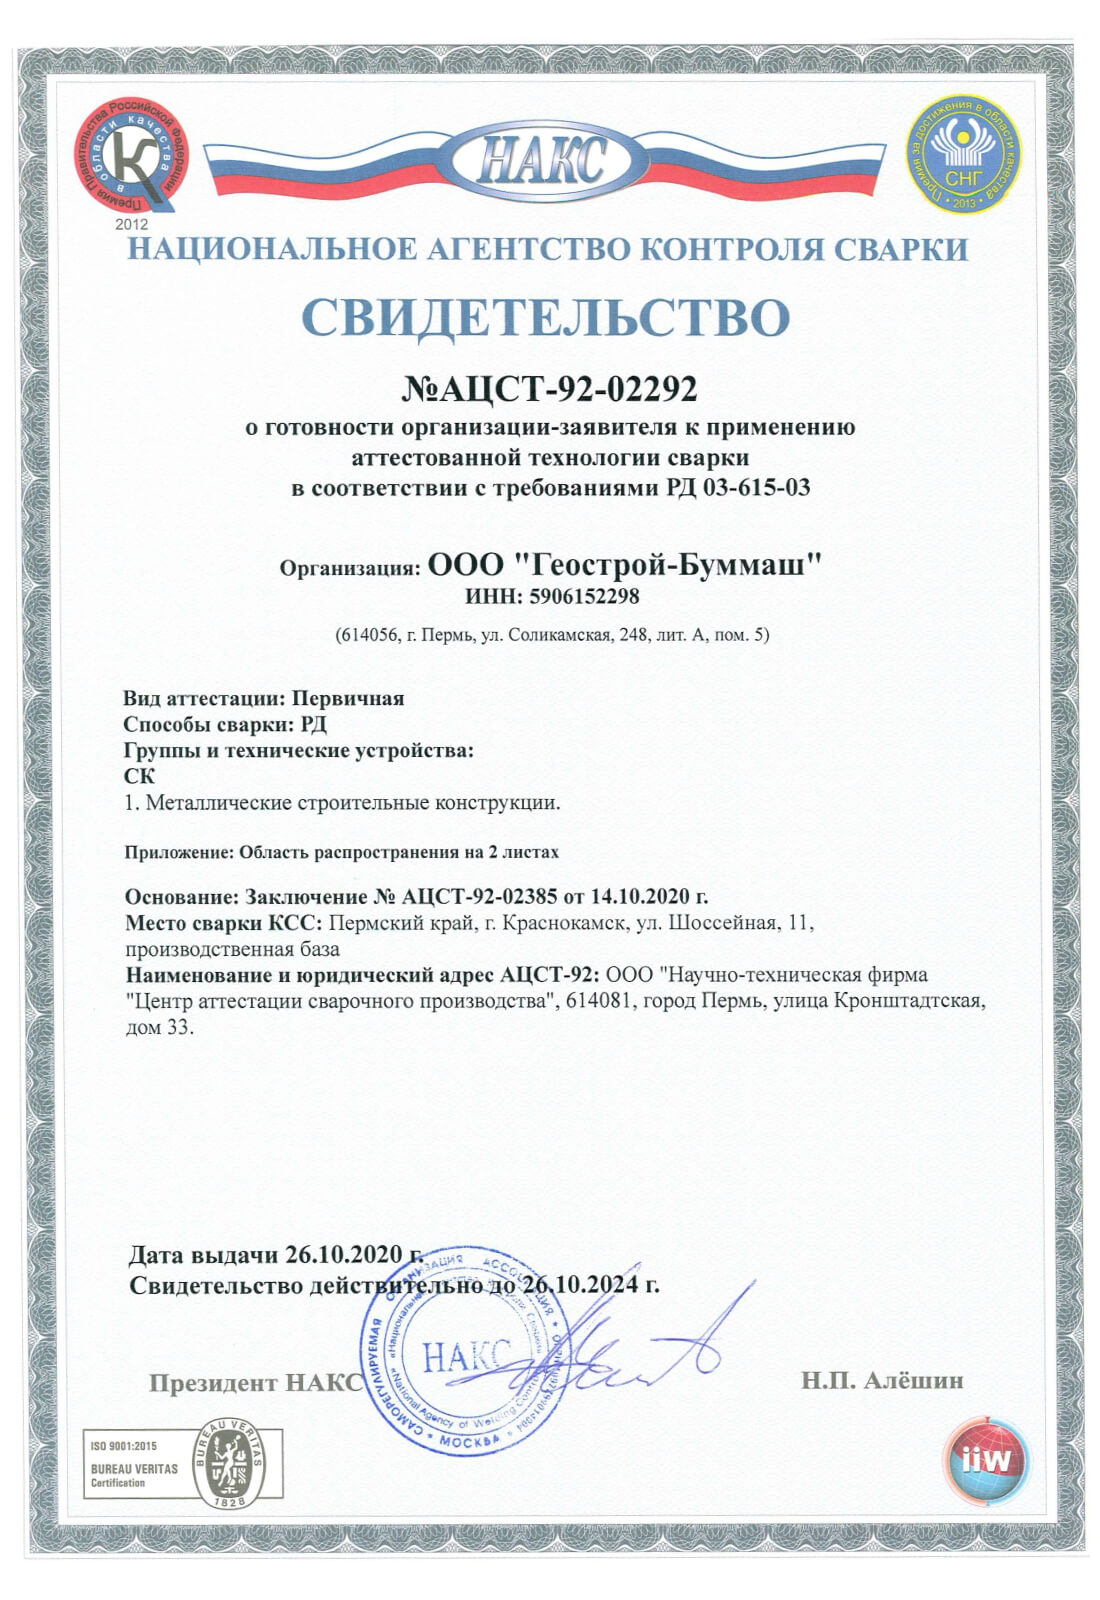 Премия Правительства Российской Федерации
в области качества
2012
НАКС
Премия за достижения в области качества
СНГ
• 2013 •
НАЦИОНАЛЬНОЕ АГЕНТСТВО КОНТРОЛЯ СВАРКИ
СВИДЕТЕЛЬСТВО
№АЦСТ-92-02292
о готовности организации-заявителя к применению
аттестованной технологии сварки
в соответствии с требованиями РД 03-615-03
Организация: ООО "Геострой-Буммаш"
ИНН: 5906152298
(614056, г. Пермь, ул. Соликамская, 248, лит. А, пом. 5)
Вид аттестации: Первичная
Способы сварки: РД
Группы и технические устройства:
СК
1. Металлические строительные конструкции.
Приложение: Область распространения на 2 листах
Основание: Заключение № АЦСТ-92-02385 от 14.10.2020 г.
Место сварки КСС: Пермский край, г. Краснокамск, ул. Шоссейная, 11,
производственная база
Наименование и юридический адрес АЦСТ-92: ООО "Научно-техническая фирма
"Центр аттестации сварочного производства", 614081, город Пермь, улица Кронштадтская,
дом 33.
Дата выдачи 26.10.2020 г.
Свидетельство действительно до 26.10.2024 г.
САМОРЕГУЛИРУЕМАЯ ОРГАНИЗАЦИЯ АССОЦИАЦИЯ
«National Agency of Welding
НАКС
* МОСКВА *
Президент НАКС
Н.П. Алёшин
ISO 9001:2015
BUREAU VERITAS
Certification
BUREAU VERITAS
1828
iiw